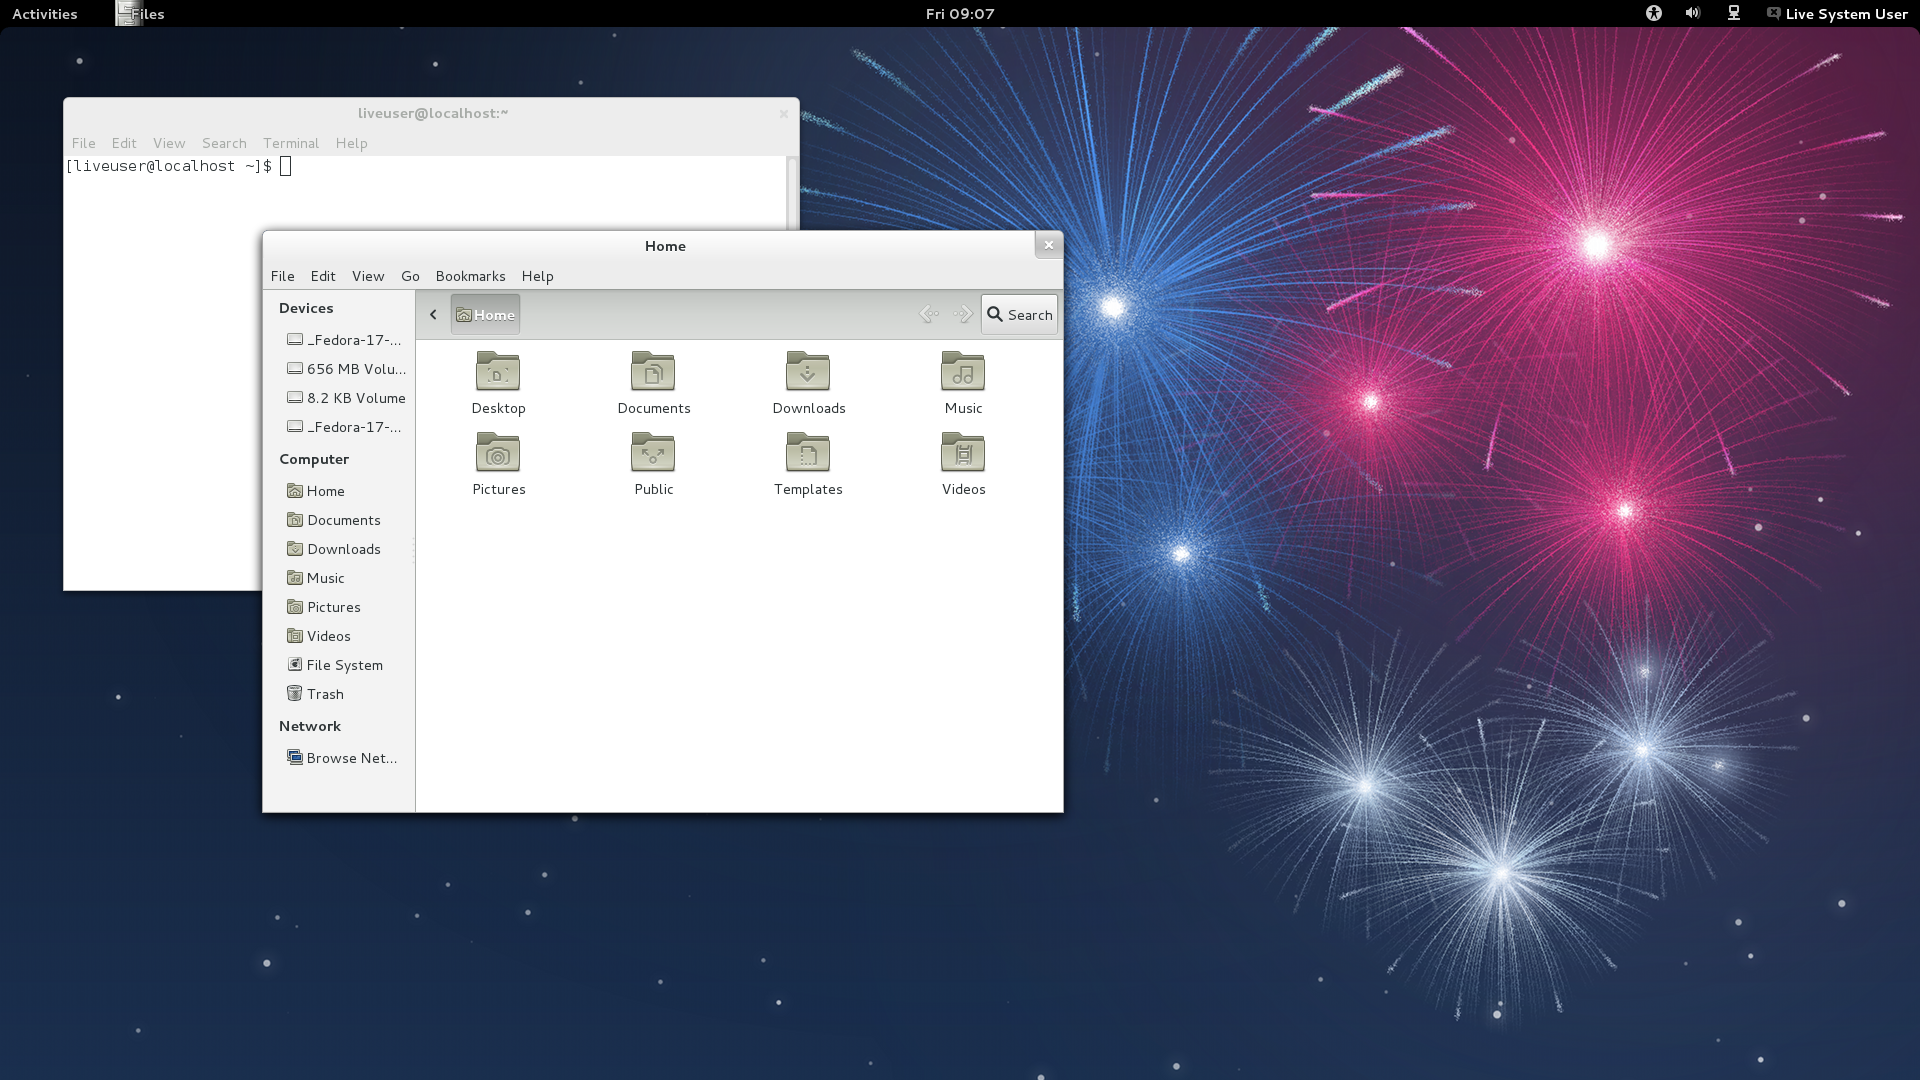 Activities Files Fri 09:07 Live System User
liveuser@localhost:~
File Edit View Search Terminal Help
[liveuser@localhost ~]$
Home
File Edit View Go Bookmarks Help
Devices
_Fedora-17-...
656 MB Volu...
8.2 KB Volume
_Fedora-17-...
Computer
Home
Documents
Downloads
Music
Pictures
Videos
File System
Trash
Network
Browse Net...
Home Search
Desktop Documents Downloads Music
Pictures Public Templates Videos